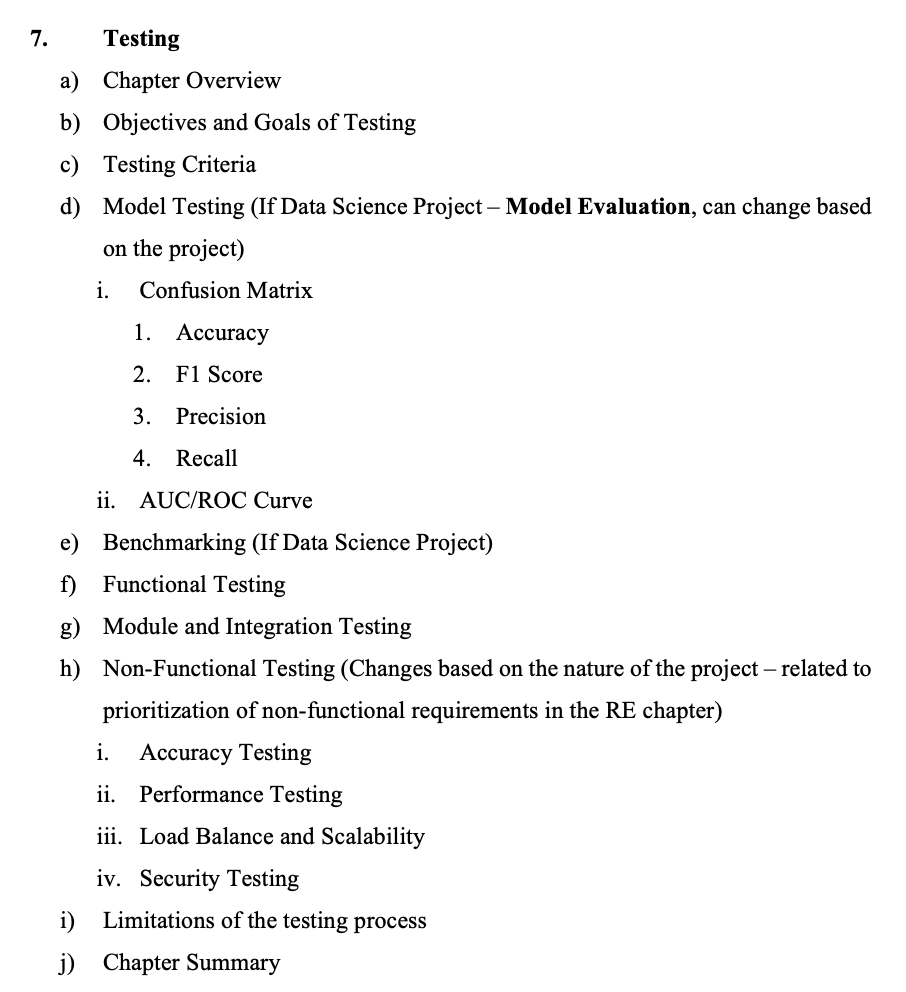 7. Testing
a) Chapter Overview
b) Objectives and Goals of Testing
c) Testing Criteria
d) Model Testing (If Data Science Project – Model Evaluation, can change based
on the project)
i. Confusion Matrix
1. Accuracy
2. F1 Score
3. Precision
4. Recall
ii. AUC/ROC Curve
e) Benchmarking (If Data Science Project)
f) Functional Testing
g) Module and Integration Testing
h) Non-Functional Testing (Changes based on the nature of the project – related to
prioritization of non-functional requirements in the RE chapter)
i. Accuracy Testing
ii. Performance Testing
iii. Load Balance and Scalability
iv. Security Testing
i) Limitations of the testing process
j) Chapter Summary